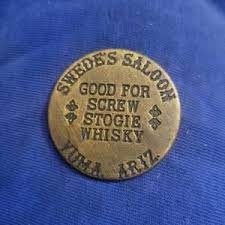 SWEDE'S SALOON
GOOD FOR
SCREW
STOGIE
WHISKY
YUMA ARIZ.